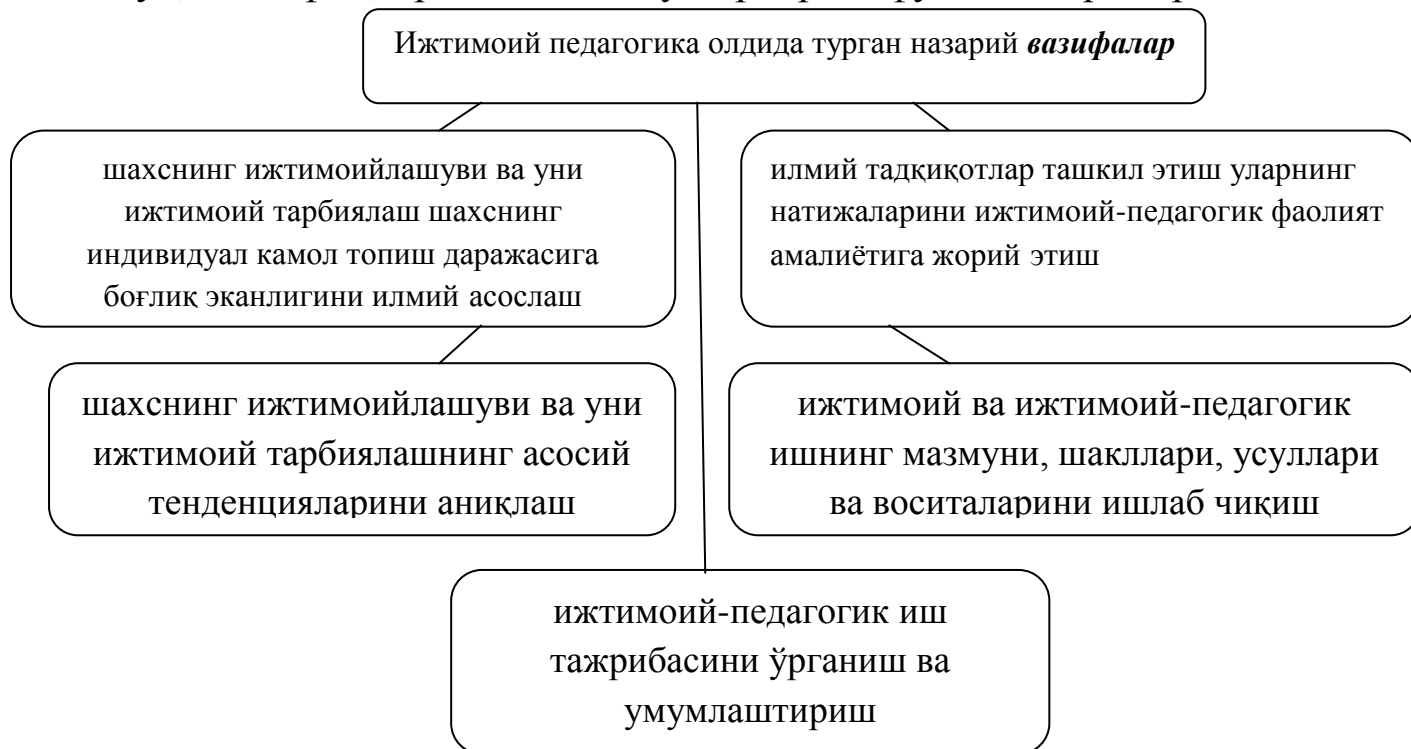 Ижтимоий педагогика олдида турган назарий вазифалар
шахснинг ижтимоийлашуви ва уни
ижтимоий тарбиялаш шахснинг
индивидуал камол топиш даражасига
боғлиқ эканлигини илмий асослаш
илмий тадқиқотлар ташкил этиш уларнинг
натижаларини ижтимоий-педагогик фаолият
амалиётига жорий этиш
шахснинг ижтимоийлашуви ва уни
ижтимоий тарбиялашнинг асосий
тенденцияларини аниқлаш
ижтимоий ва ижтимоий-педагогик
ишнинг мазмуни, шакллари, усуллари
ва воситаларини ишлаб чиқиш
ижтимоий-педагогик иш
тажрибасини ўрганиш ва
умумлаштириш